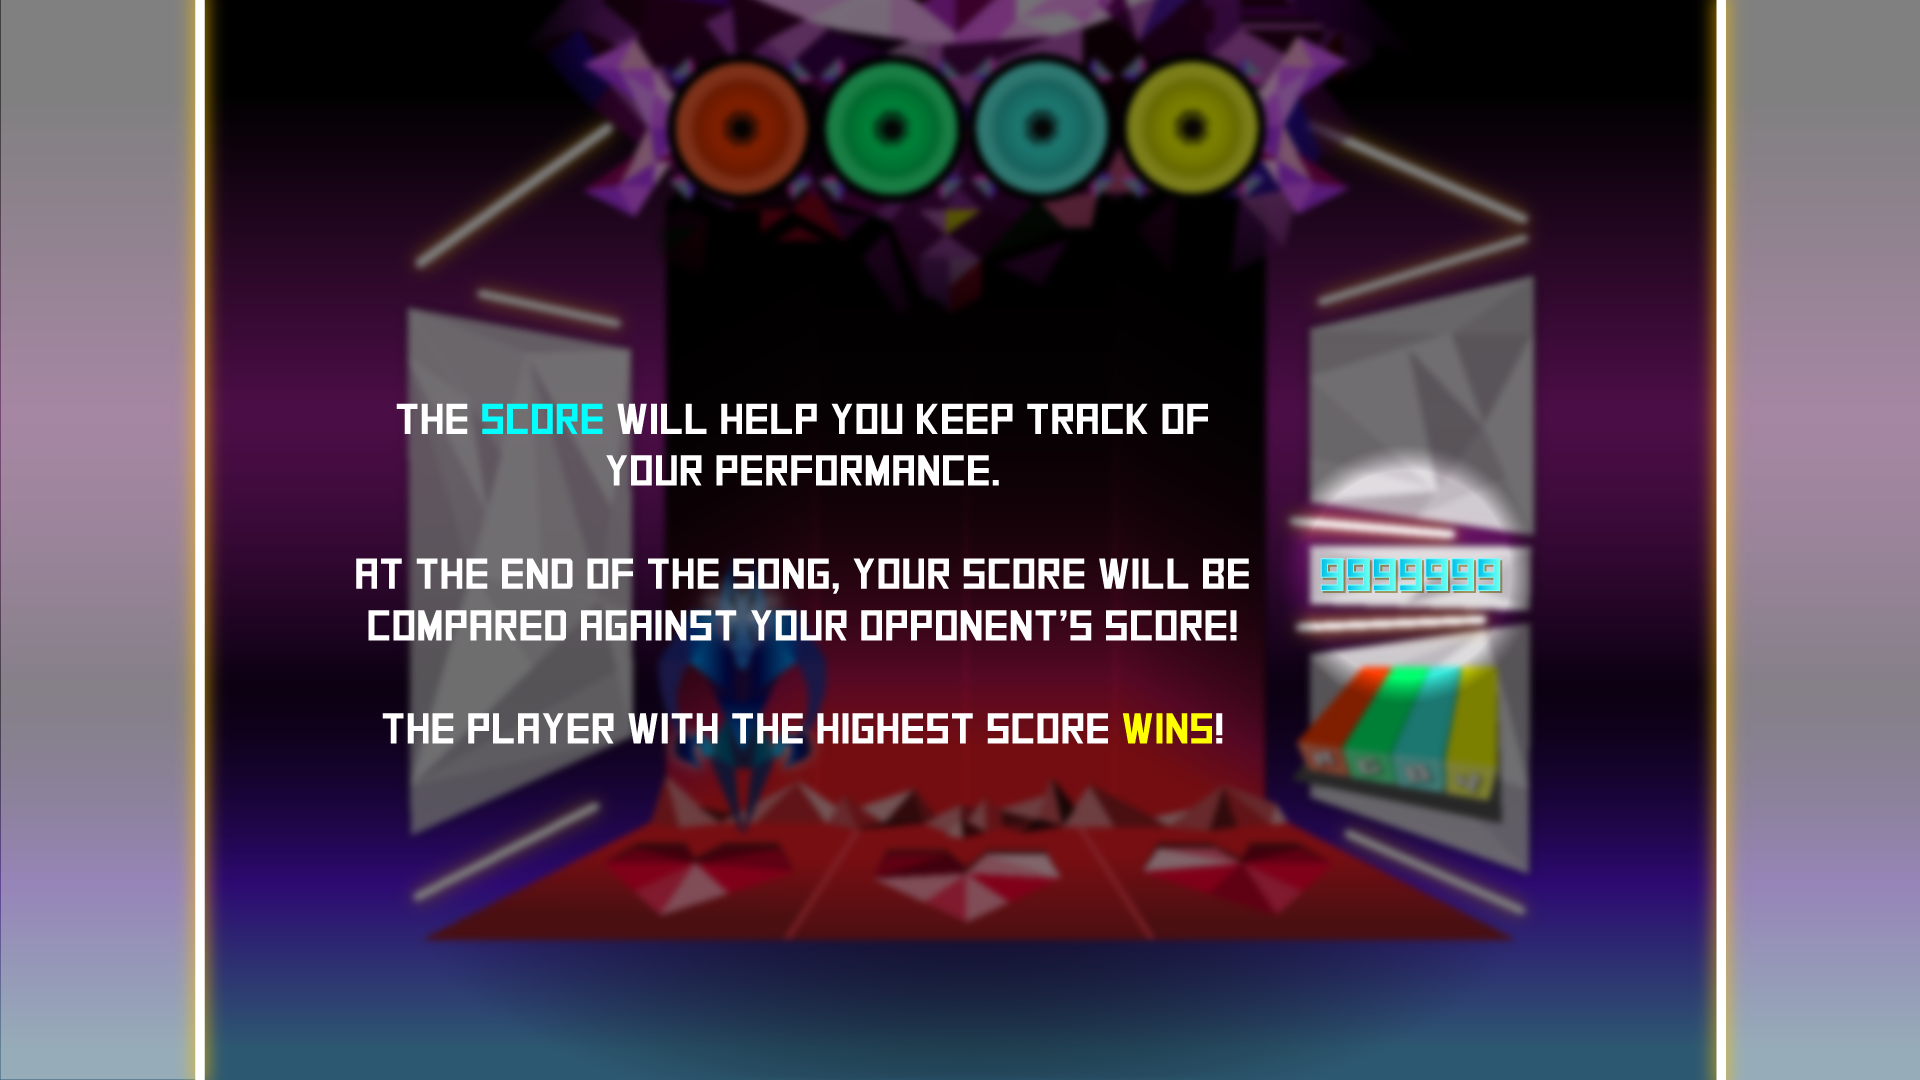 THE SCORE WILL HELP YOU KEEP TRACK OF
YOUR PERFORMANCE.
AT THE END OF THE SONG, YOUR SCORE WILL BE
COMPARED AGAINST YOUR OPPONENT'S SCORE!
9999999
THE PLAYER WITH THE HIGHEST SCORE WINS!